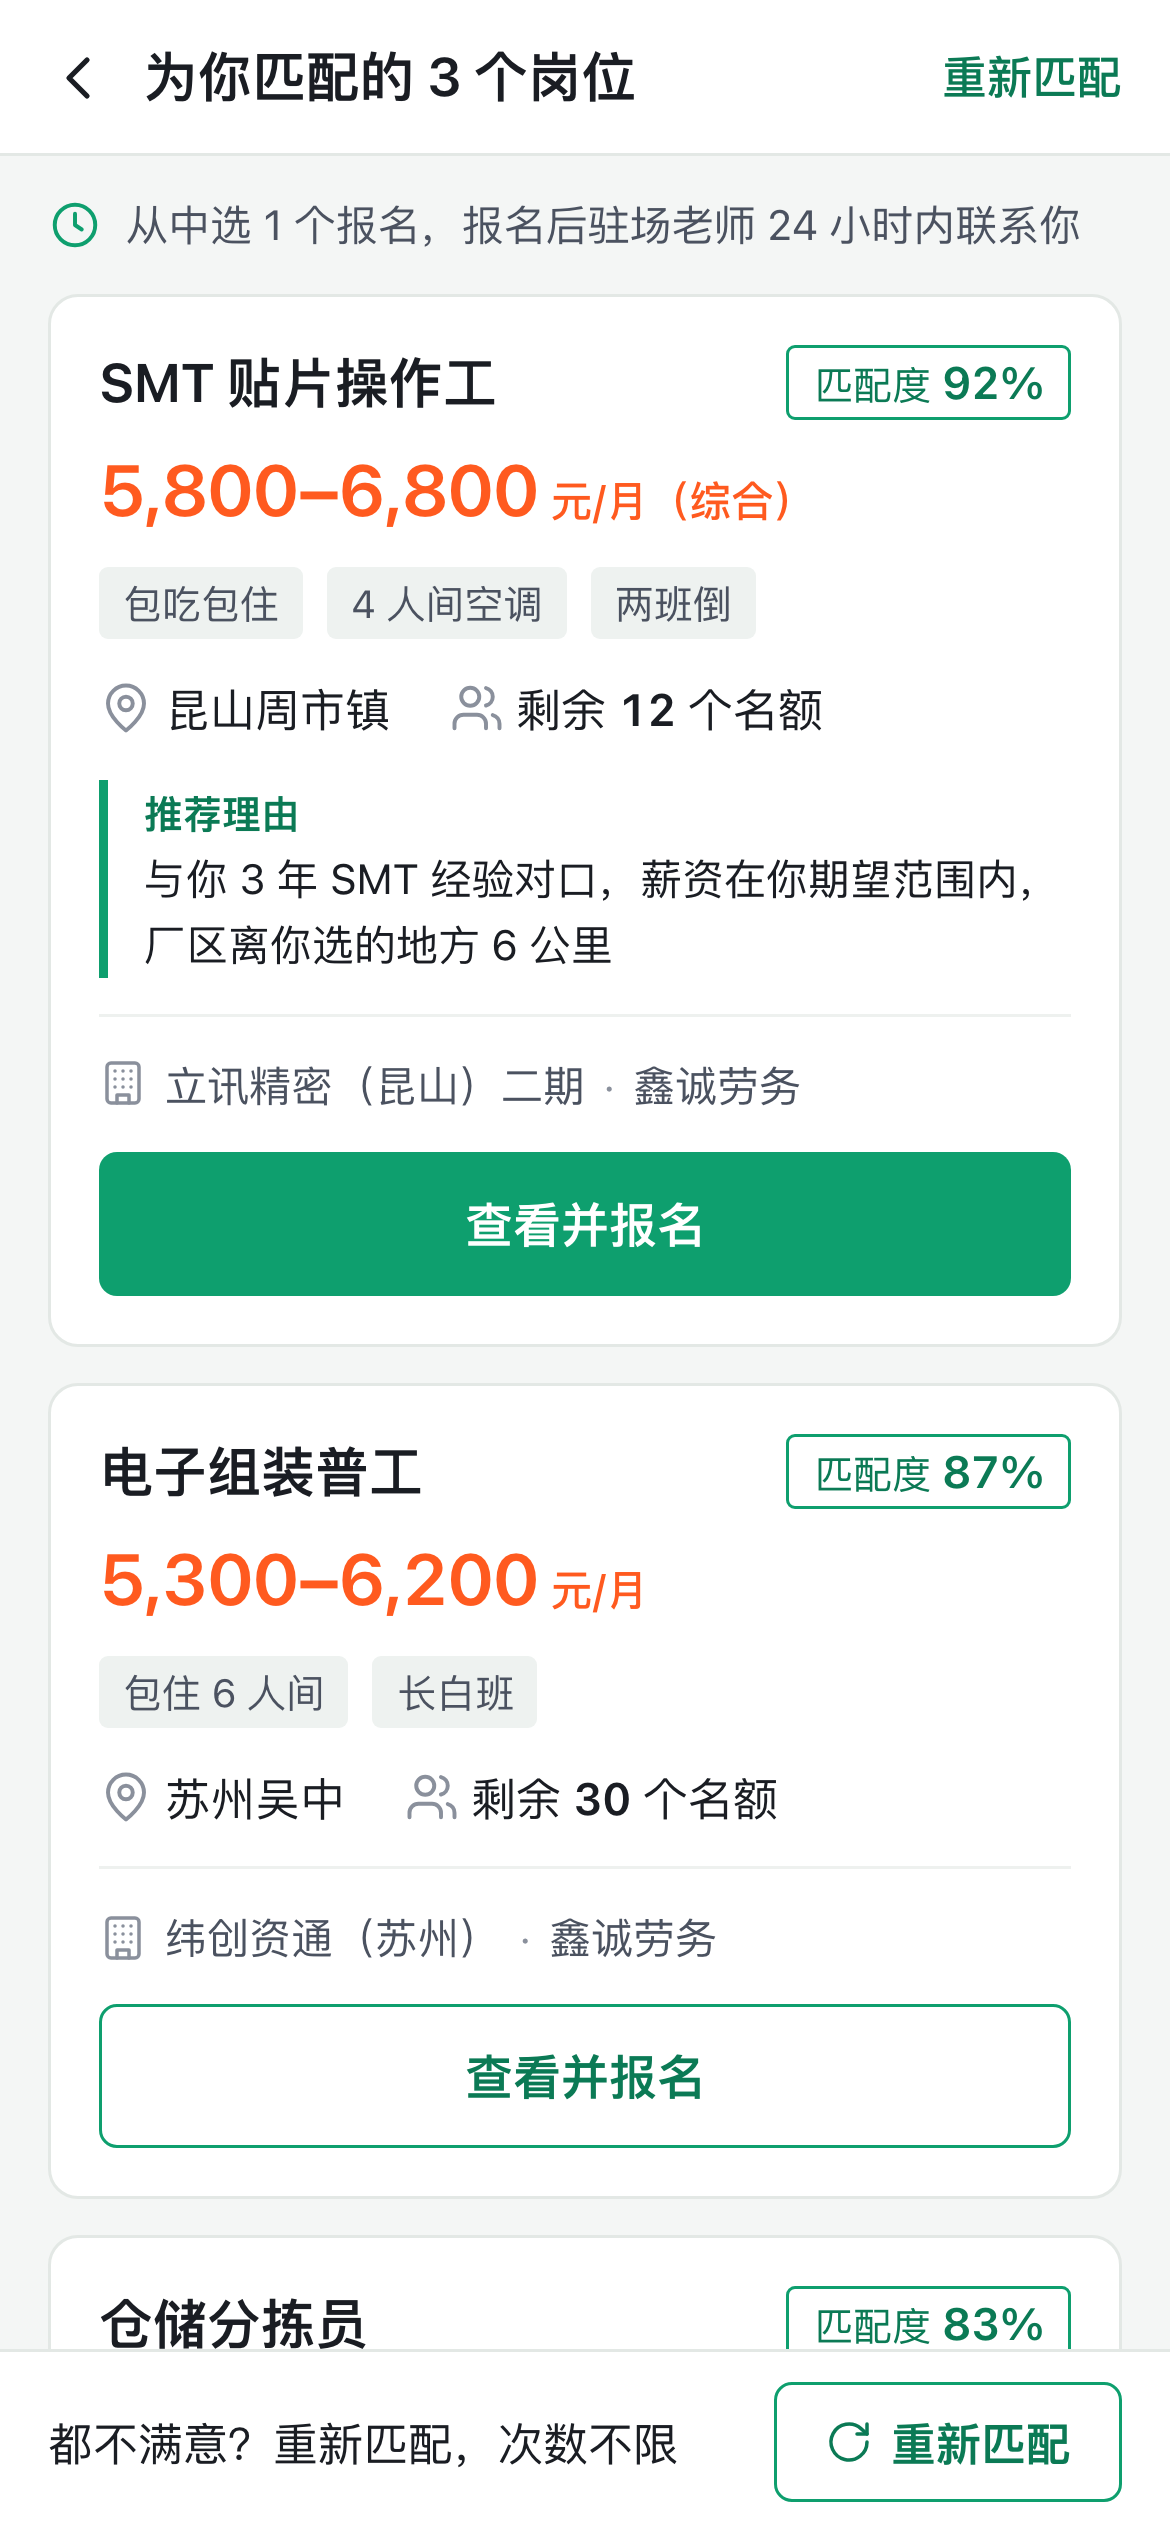 为你匹配的 3 个岗位
重新匹配
从中选 1 个报名，报名后驻场老师 24 小时内联系你
SMT 贴片操作工
匹配度 92%
5,800–6,800 元/月（综合）
包吃包住
4 人间空调
两班倒
昆山周市镇
剩余 12 个名额
推荐理由
与你 3 年 SMT 经验对口，薪资在你期望范围内，
厂区离你选的地方 6 公里
立讯精密（昆山）二期 · 鑫诚劳务
查看并报名
电子组装普工
匹配度 87%
5,300–6,200 元/月
包住 6 人间
长白班
苏州吴中
剩余 30 个名额
纬创资通（苏州） · 鑫诚劳务
查看并报名
仓储分拣员
匹配度 83%
都不满意？重新匹配，次数不限
重新匹配